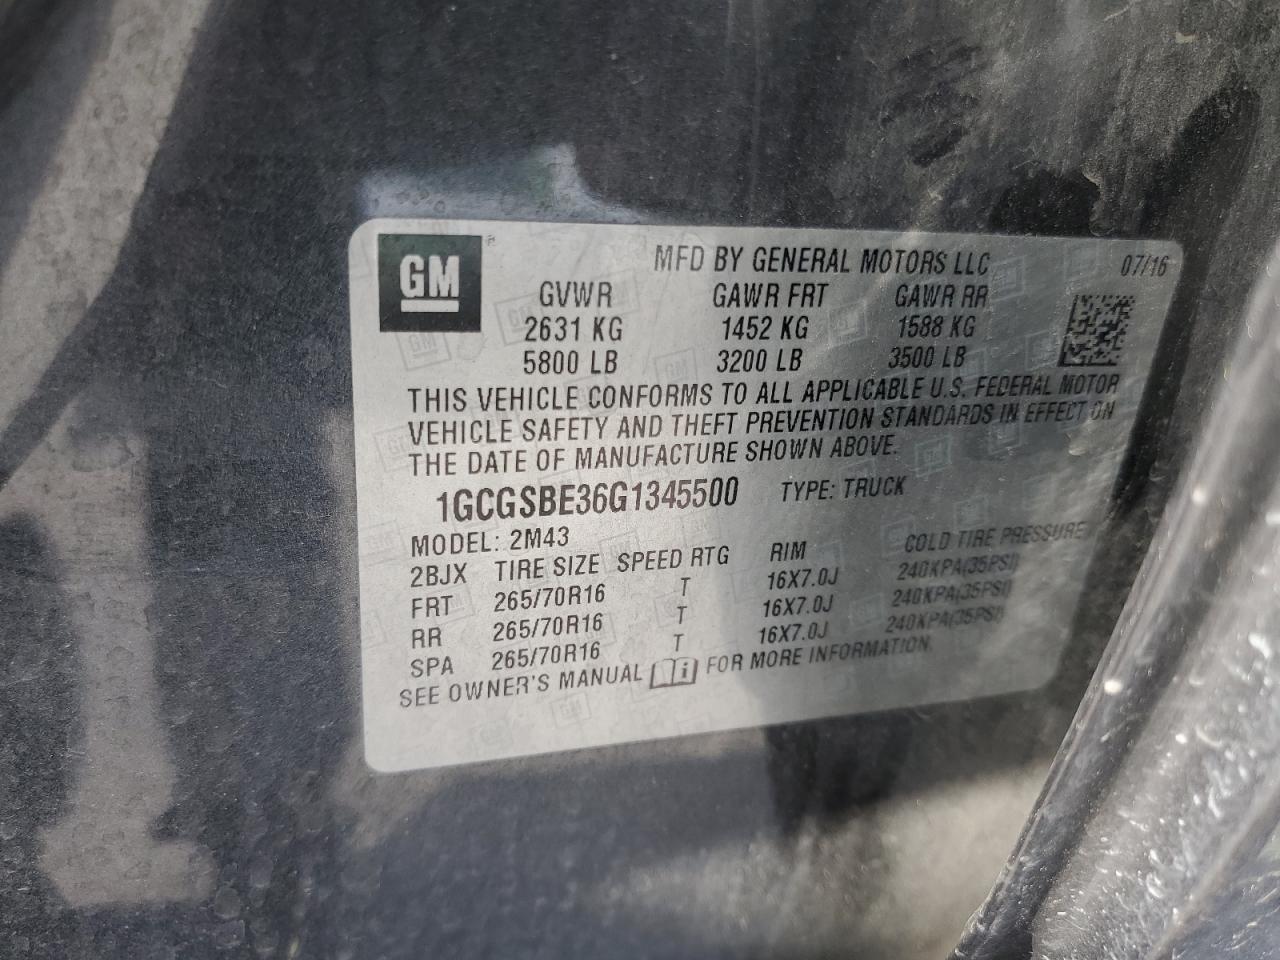 GM
MFD BY GENERAL MOTORS LLC 07/16
GVWR GAWR FRT GAWR RR
2631 KG 1452 KG 1588 KG
5800 LB 3200 LB 3500 LB
THIS VEHICLE CONFORMS TO ALL APPLICABLE U.S. FEDERAL MOTOR
VEHICLE SAFETY AND THEFT PREVENTION STANDARDS IN EFFECT ON
THE DATE OF MANUFACTURE SHOWN ABOVE.
1GCGSBE36G1345500 TYPE: TRUCK
MODEL: 2M43
2BJX TIRE SIZE SPEED RTG RIM COLD TIRE PRESSURE
FRT 265/70R16 T 16X7.0J 240KPA(35PSI)
RR 265/70R16 T 16X7.0J 240KPA(35PSI)
SPA 265/70R16 T 16X7.0J 240KPA(35PSI)
SEE OWNER'S MANUAL FOR MORE INFORMATION.